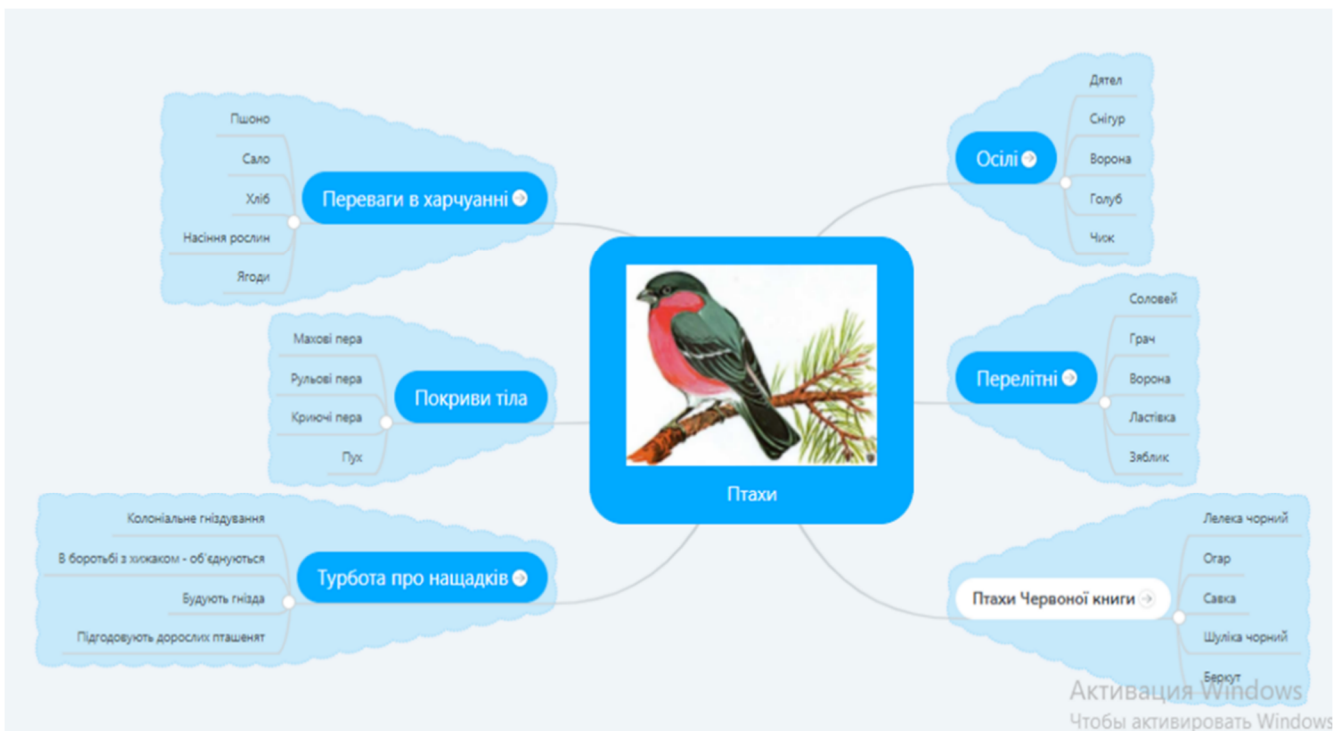 Пшоно
Сало
Хліб
Насіння рослин
Ягоди
Переваги в харчуанні
Махові пера
Рульові пера
Криючі пера
Пух
Покриви тіла
Колоніальне гніздування
В боротьбі з хижаком - об'єднуються
Будують гнізда
Підгодовують дорослих пташенят
Турбота про нащадків
Птахи
Осілі
Дятел
Снігур
Ворона
Голуб
Чиж
Перелітні
Соловей
Грач
Ворона
Ластівка
Зяблик
Птахи Червоної книги
Лелека чорний
Огар
Савка
Шуліка чорний
Беркут
Активация Windows
Чтобы активировать Windows